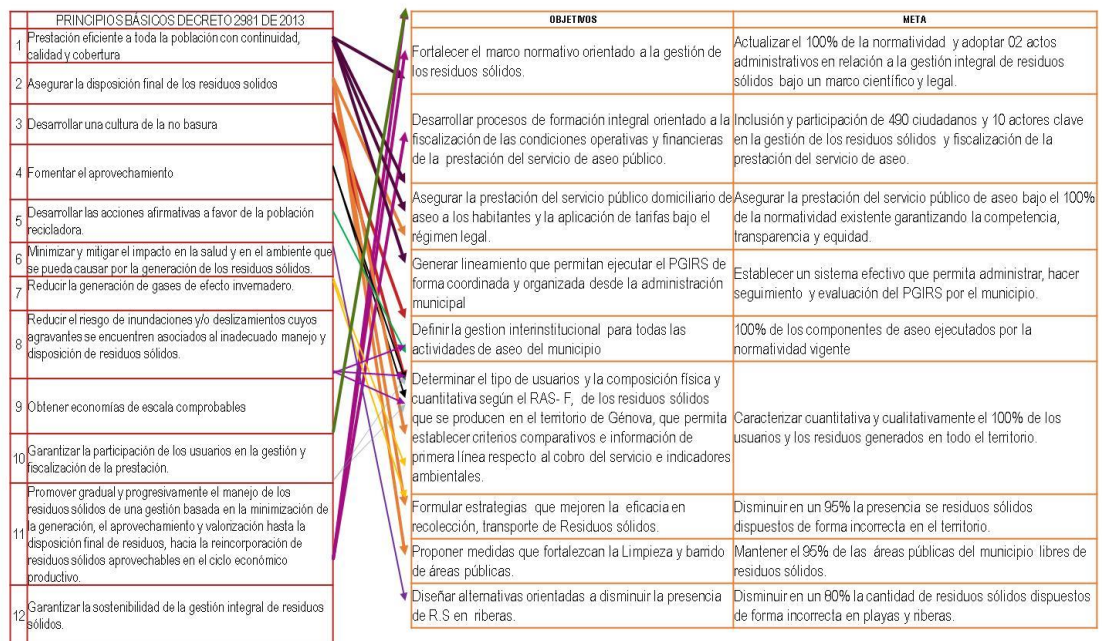 PRINCIPIOS BÁSICOS DECRETO 2981 DE 2013
1 Prestación eficiente a toda la población con continuidad,
calidad y cobertura
2 Asegurar la disposición final de los residuos solidos
3 Desarrollar una cultura de la no basura
4 Fomentar el aprovechamiento
5 Desarrollar las acciones afirmativas a favor de la población
recicladora.
6 Minimizar y mitigar el impacto en la salud y en el ambiente que
se pueda causar por la generación de los residuos sólidos.
7 Reducir la generación de gases de efecto invernadero.
8 Reducir el riesgo de inundaciones y/o deslizamientos cuyos
agravantes se encuentren asociados al inadecuado manejo y
disposición de residuos sólidos.
9 Obtener economías de escala comprobables
10 Garantizar la participación de los usuarios en la gestión y
fiscalización de la prestación.
11 Promover gradual y progresivamente el manejo de los
residuos sólidos de una gestión basada en la minimización de
la generación, el aprovechamiento y valorización hasta la
disposición final de residuos, hacia la reincorporación de
residuos sólidos aprovechables en el ciclo económico
productivo.
12 Garantizar la sostenibilidad de la gestión integral de residuos
sólidos.
OBJETIVOS
META
Fortalecer el marco normativo orientado a la gestión de
los residuos sólidos.
Actualizar el 100% de la normatividad y adoptar 02 actos
administrativos en relación a la gestión integral de residuos
sólidos bajo un marco científico y legal.
Desarrollar procesos de formación integral orientado a la
fiscalización de las condiciones operativas y financieras
de la prestación del servicio de aseo público.
Inclusión y participación de 490 ciudadanos y 10 actores clave
en la gestión de los residuos sólidos y fiscalización de la
prestación del servicio de aseo.
Asegurar la prestación del servicio público domiciliario de
aseo a los habitantes y la aplicación de tarifas bajo el
régimen legal.
Asegurar la prestación del servicio público de aseo bajo el 100%
de la normatividad existente garantizando la competencia,
transparencia y equidad.
Generar lineamiento que permitan ejecutar el PGIRS de
forma coordinada y organizada desde la administración
municipal
Establecer un sistema efectivo que permita administrar, hacer
seguimiento y evaluación del PGIRS por el municipio.
Definir la gestion interinstitucional para todas las
actividades de aseo del municipio
100% de los componentes de aseo ejecutados por la
normatividad vigente
Determinar el tipo de usuarios y la composición física y
cuantitativa según el RAS- F, de los residuos sólidos
que se producen en el territorio de Génova, que permita
establecer criterios comparativos e información de
primera línea respecto al cobro del servicio e indicadores
ambientales.
Caracterizar cuantitativa y cualitativamente el 100% de los
usuarios y los residuos generados en todo el territorio.
Formular estrategias que mejoren la eficacia en
recolección, transporte de Residuos Sólidos.
Disminuir en un 95% la presencia se residuos sólidos
dispuestos de forma incorrecta en el territorio.
Proponer medidas que fortalezcan la Limpieza y barrido
de áreas públicas.
Mantener el 95% de las áreas públicas del municipio libres de
residuos sólidos.
Diseñar alternativas orientadas a disminuir la presencia
de R.S en riberas.
Disminuir en un 80% la cantidad de residuos sólidos dispuestos
de forma incorrecta en playas y riberas.